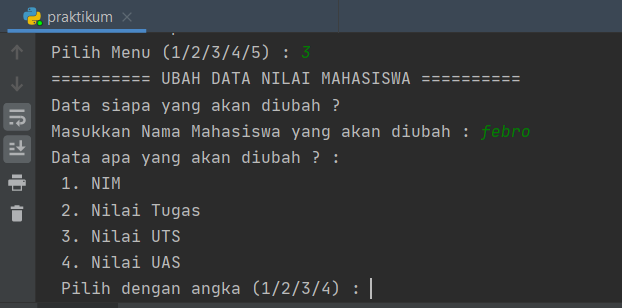 praktikum
Pilih Menu (1/2/3/4/5) : 3
========== UBAH DATA NILAI MAHASISWA ==========
Data siapa yang akan diubah ?
Masukkan Nama Mahasiswa yang akan diubah : febro
Data apa yang akan diubah ? :
1. NIM
2. Nilai Tugas
3. Nilai UTS
4. Nilai UAS
Pilih dengan angka (1/2/3/4) :